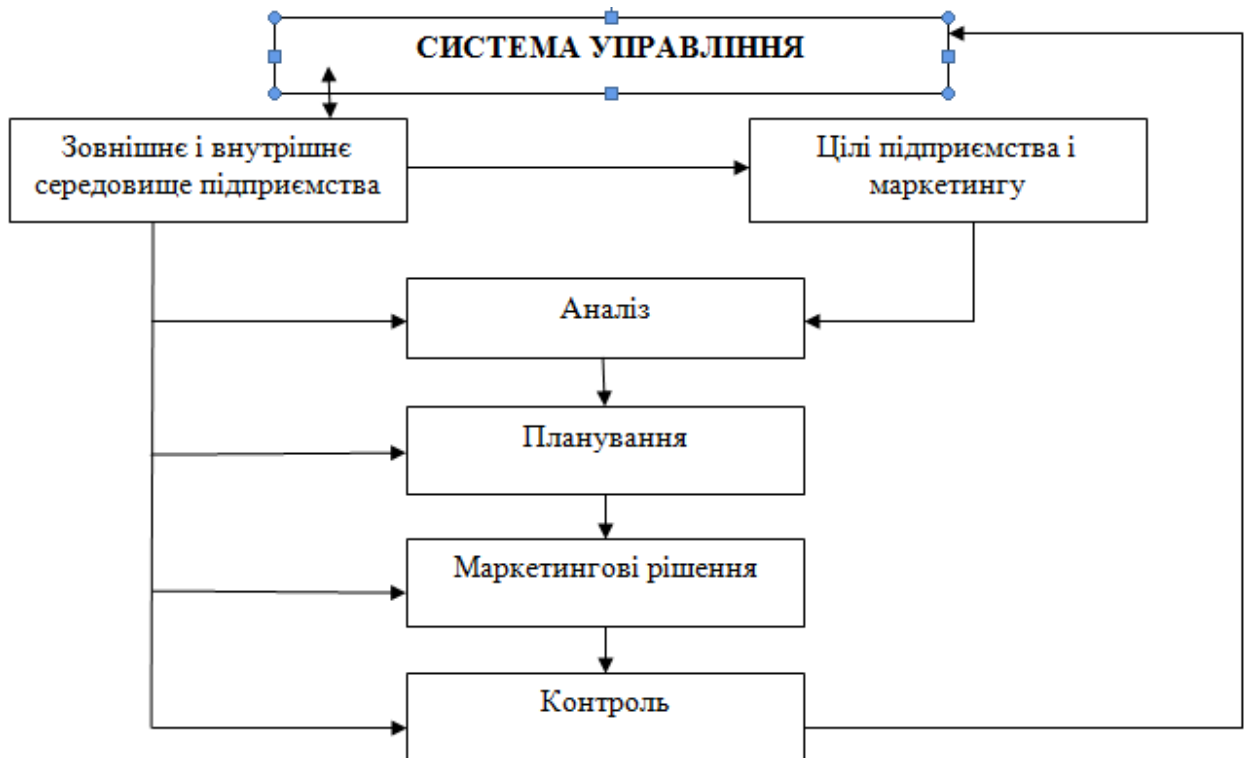 СИСТЕМА УПРАВЛІННЯ
Зовнішнє і внутрішнє
середовище підприємства
Цілі підприємства і
маркетингу
Аналіз
Планування
Маркетингові рішення
Контроль